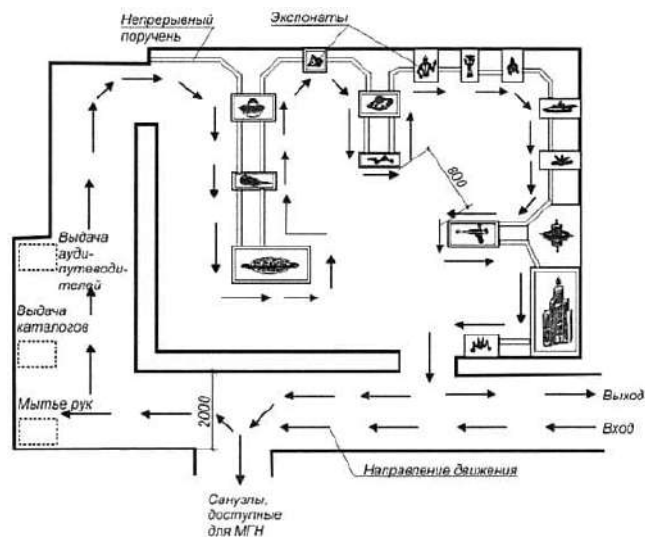 Непрерывный
поручень
Экспонаты
800
Выдача
ауди-
путеводи-
телей
Выдача
каталогов
Мытье рук
2000
Выход
Вход
Направление движения
Санузлы,
доступные
для МГН